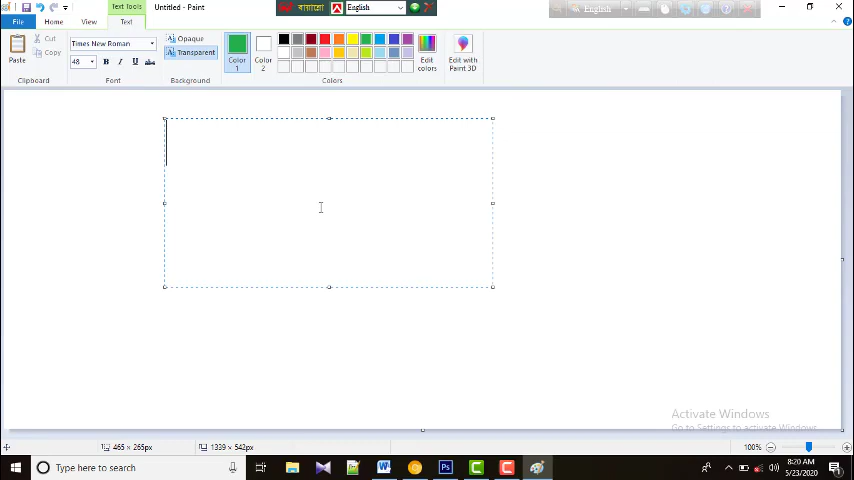 Text Tools
Untitled - Paint
বায়ান্নো
English
English
File
Home
View
Text
Paste
Cut
Copy
Clipboard
Times New Roman
48
B I U abc
Font
Opaque
Transparent
Background
Color 1
Color 2
Edit colors
Colors
Edit with Paint 3D
Activate Windows
Go to Settings to activate Windows.
465 × 265px
1339 × 542px
100%
Type here to search
8:20 AM
5/23/2020